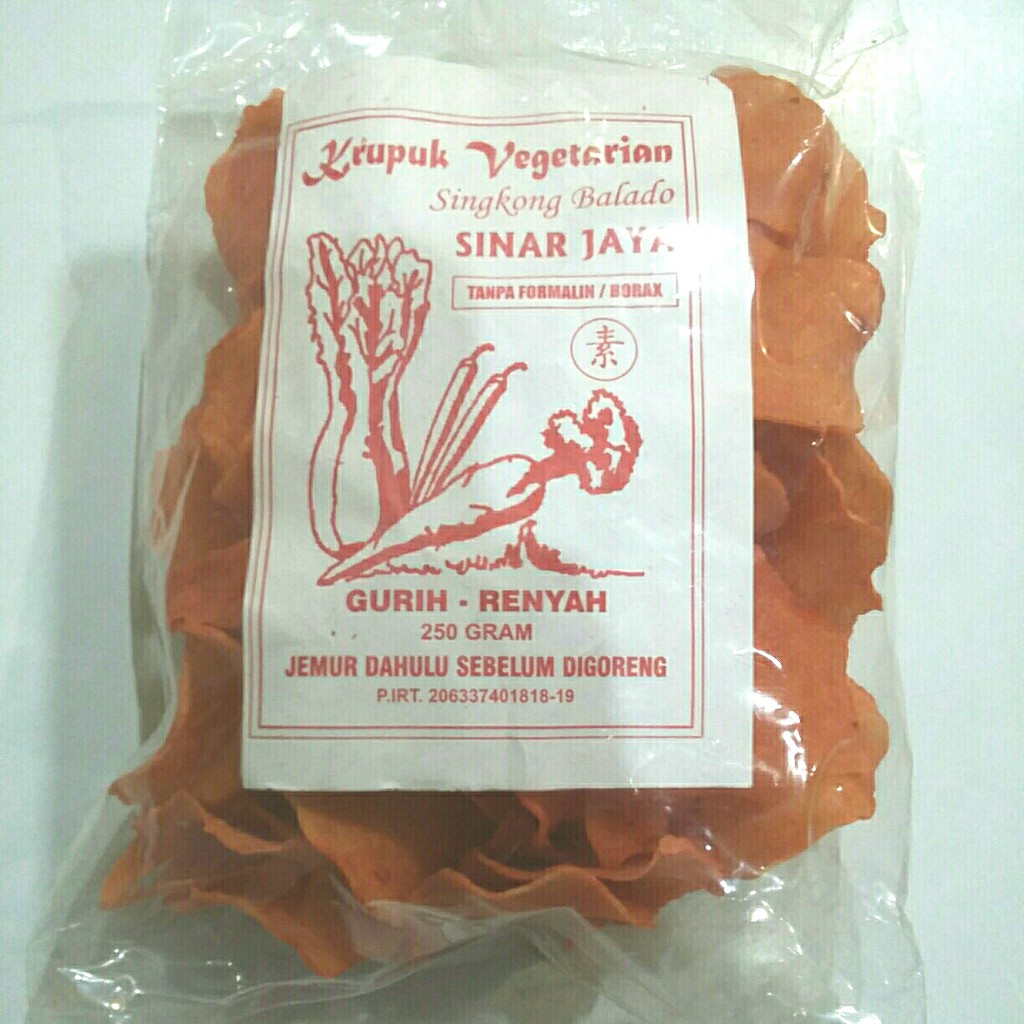 Krupuk Vegetarian
Singkong Balado
SINAR JAYA
TANPA FORMALIN / BORAX
素
GURIH - RENYAH
250 GRAM
JEMUR DAHULU SEBELUM DIGORENG
P.IRT. 206337401818-19